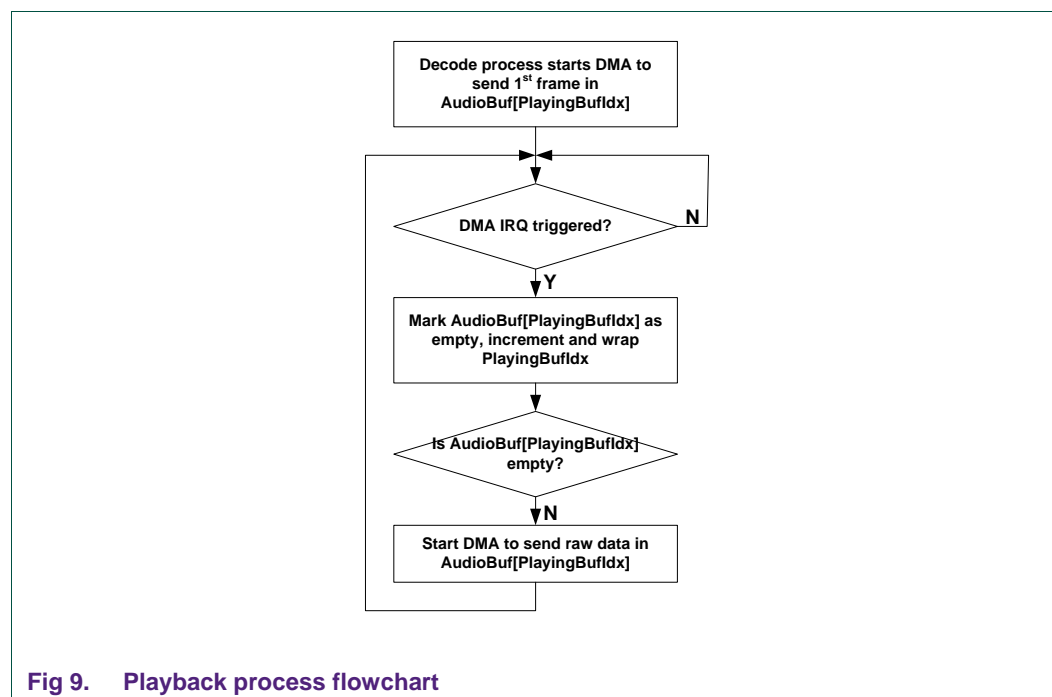 Decode process starts DMA to
send 1st frame in
AudioBuf[PlayingBufIdx]
DMA IRQ triggered?
N
Y
Mark AudioBuf[PlayingBufIdx] as
empty, increment and wrap
PlayingBufIdx
Is AudioBuf[PlayingBufIdx]
empty?
N
Start DMA to send raw data in
AudioBuf[PlayingBufIdx]
Fig 9. Playback process flowchart